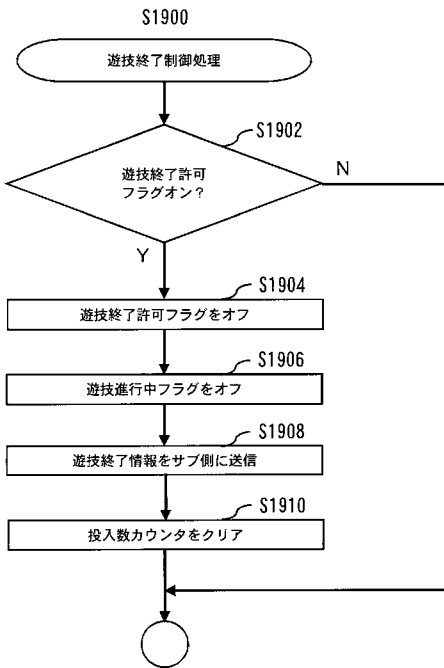 S1900
遊技終了制御処理
S1902
遊技終了許可
フラグオン？
N
Y
S1904
遊技終了許可フラグをオフ
S1906
遊技進行中フラグをオフ
S1908
遊技終了情報をサブ側に送信
S1910
投入数カウンタをクリア